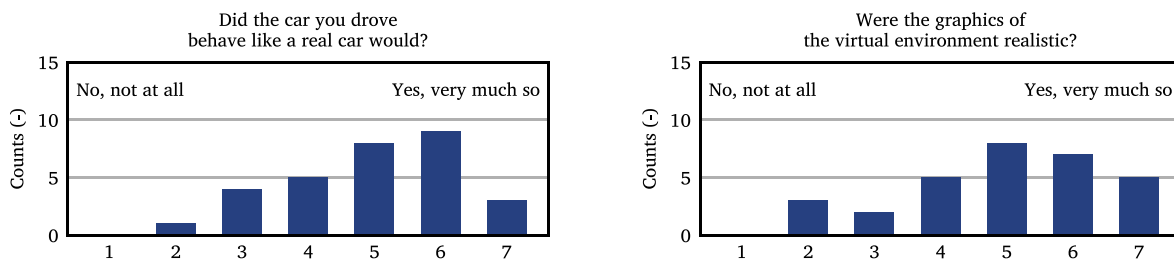 Did the car you drove
behave like a real car would?
15
No, not at all
Yes, very much so
10
Counts (-)
5
0
1 2 3 4 5 6 7
Were the graphics of
the virtual environment realistic?
15
No, not at all
Yes, very much so
10
Counts (-)
5
0
1 2 3 4 5 6 7